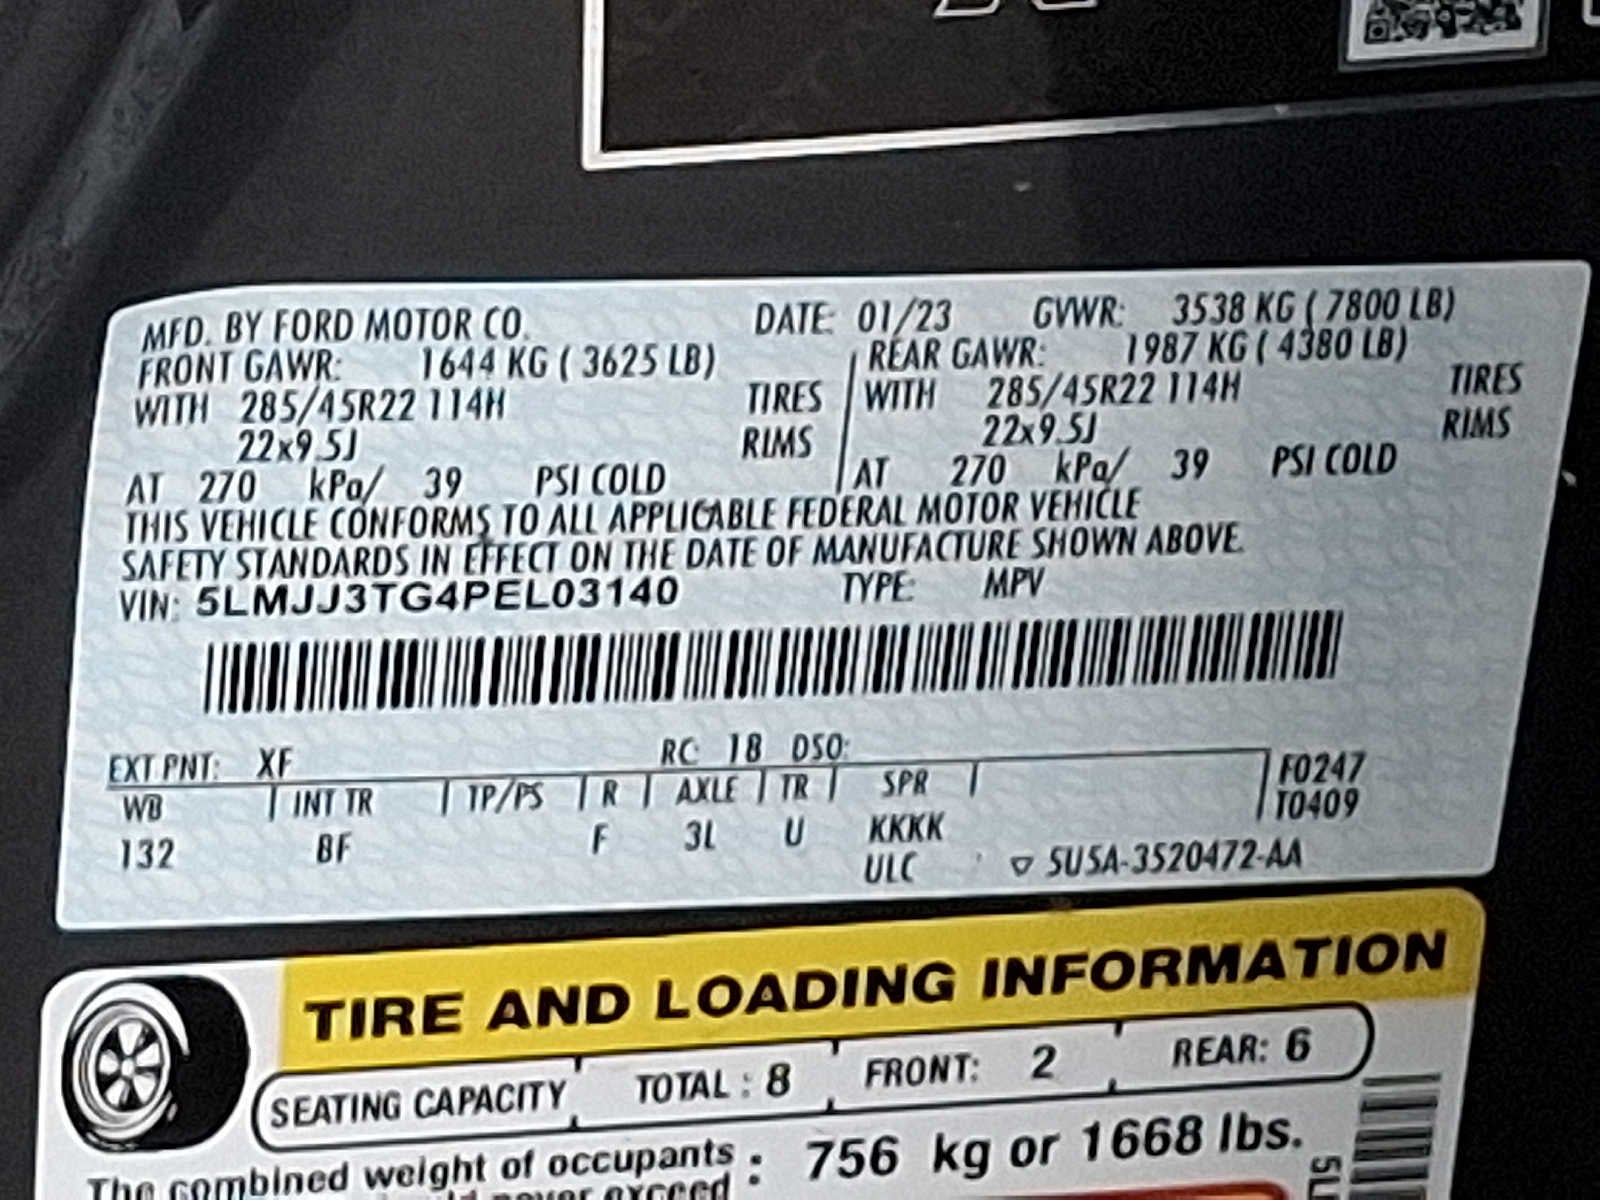 MFD. BY FORD MOTOR CO. DATE: 01/23 GVWR: 3538 KG ( 7800 LB)
FRONT GAWR: 1644 KG ( 3625 LB) REAR GAWR: 1987 KG ( 4380 LB)
WITH 285/45R22 114H TIRES WITH 285/45R22 114H TIRES
22x9.5J RIMS 22x9.5J RIMS
AT 270 kPa/ 39 PSI COLD AT 270 kPa/ 39 PSI COLD
THIS VEHICLE CONFORMS TO ALL APPLICABLE FEDERAL MOTOR VEHICLE
SAFETY STANDARDS IN EFFECT ON THE DATE OF MANUFACTURE SHOWN ABOVE.
VIN: 5LMJJ3TG4PEL03140 TYPE: MPV
EXT PNT: XF RC: 18 DSO:
WB INT TR TP/PS R AXLE TR SPR F0247
T0409
132 BF F 3L U KKKK
ULC ▽ 5U5A-3520472-AA
TIRE AND LOADING INFORMATION
SEATING CAPACITY TOTAL : 8 FRONT: 2 REAR: 6
The combined weight of occupants : 756 kg or 1668 lbs.
never exceed